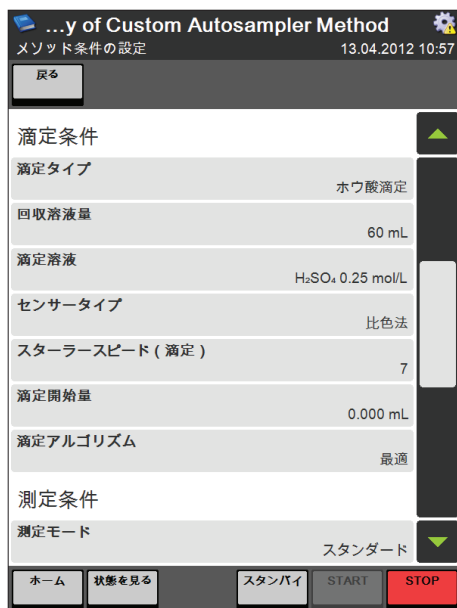 ...y of Custom Autosampler Method
メソッド条件の設定 13.04.2012 10:57
戻る
滴定条件
滴定タイプ
ホウ酸滴定
回収溶液量
60 mL
滴定溶液
H₂SO₄ 0.25 mol/L
センサータイプ
比色法
スターラースピード ( 滴定 )
7
滴定開始量
0.000 mL
滴定アルゴリズム
最適
測定条件
測定モード
スタンダード
ホーム 状態を見る スタンバイ START STOP